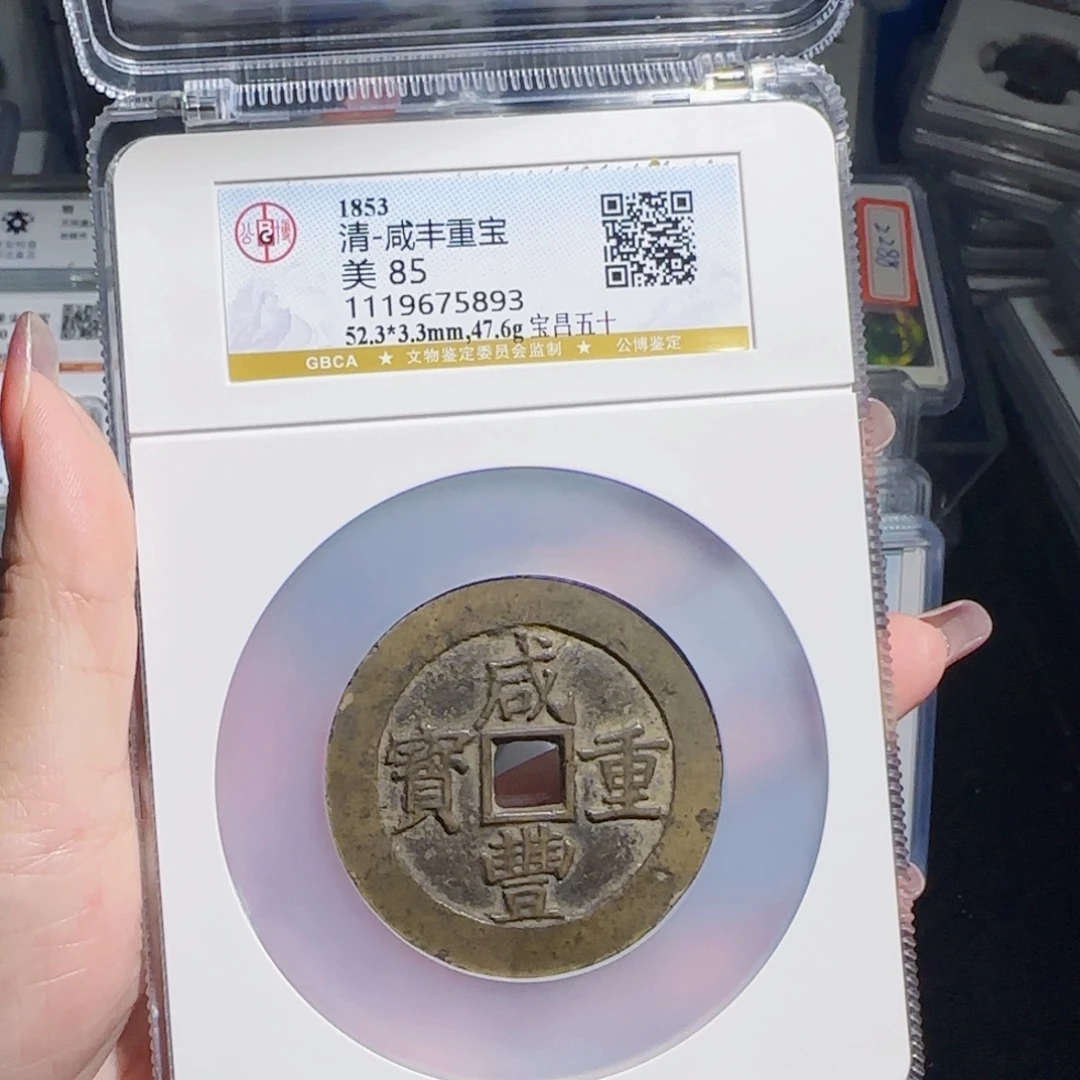 1853
清-咸丰重宝
美 85
1119675893
52.3*3.3mm,47.6g 宝昌五十
GBCA ★ 文物鉴定委员会监制 ★ 公博鉴定
咸
寶 重
豐